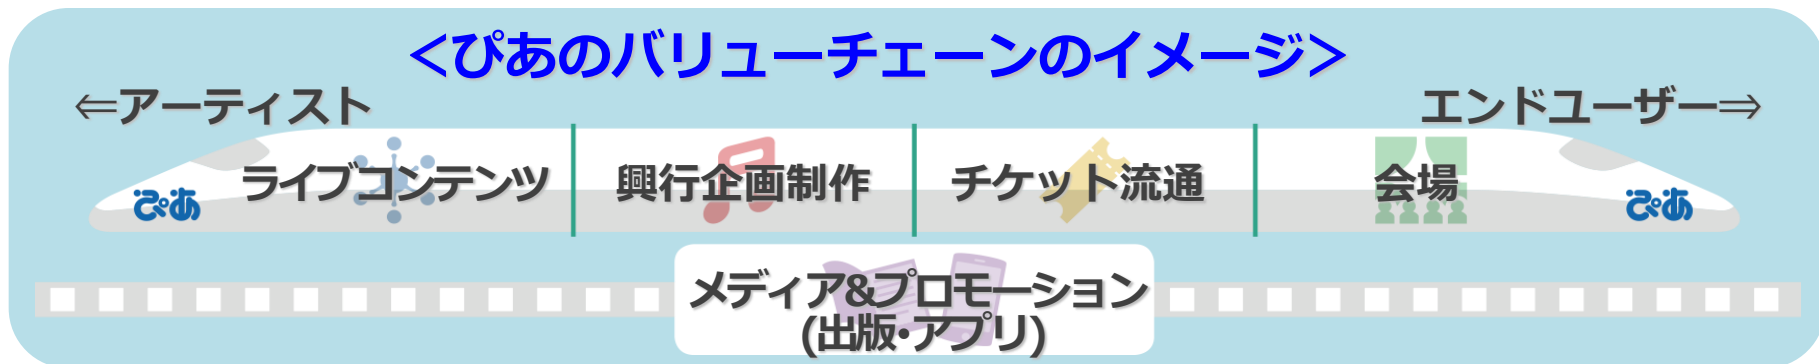 ＜ぴあのバリューチェーンのイメージ＞
⇐アーティスト
エンドユーザー⇒
ぴあ
ライブコンテンツ
興行企画制作
チケット流通
会場
ぴあ
メディア&プロモーション
(出版・アプリ)